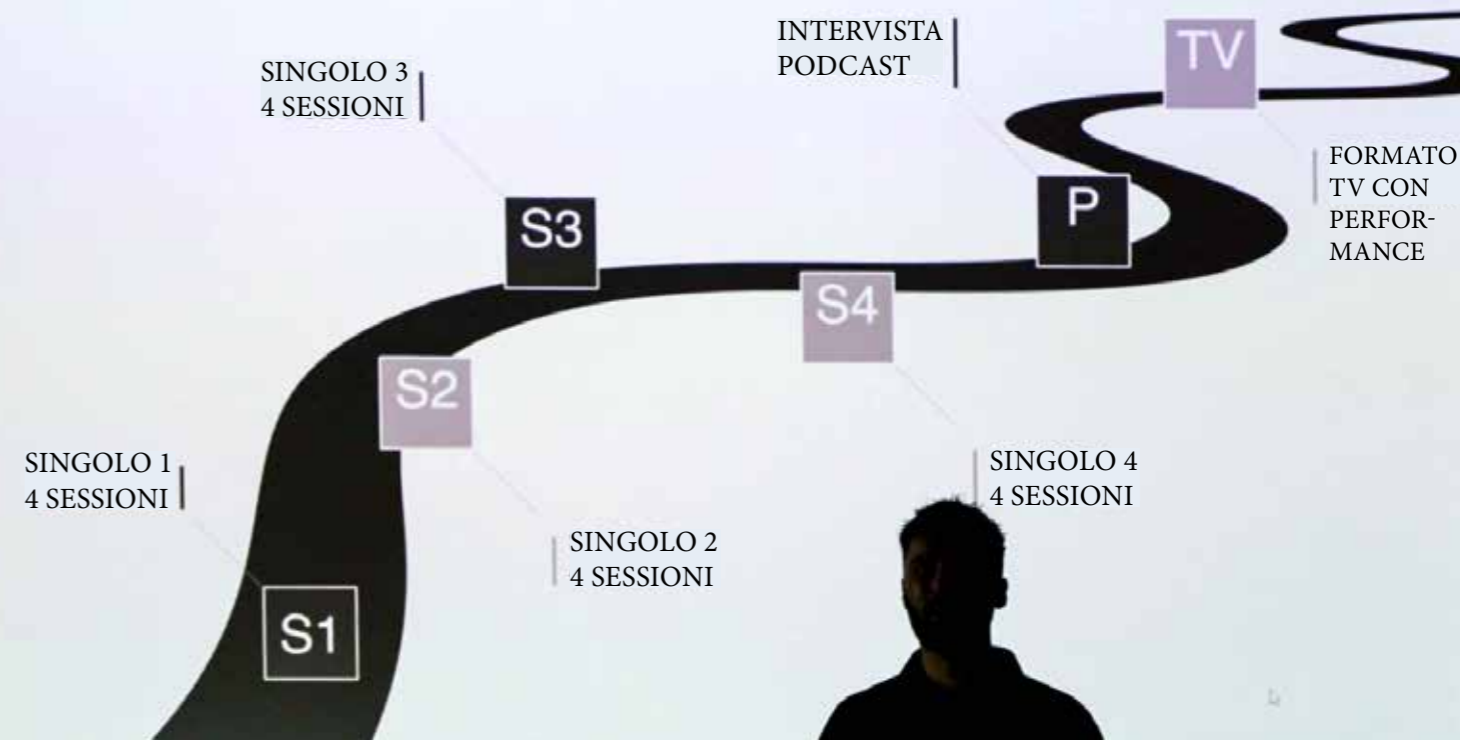 INTERVISTA
PODCAST
TV
SINGOLO 3
4 SESSIONI
FORMATO
TV CON
PERFOR-
MANCE
P
S3
S4
S2
SINGOLO 1
4 SESSIONI
SINGOLO 4
4 SESSIONI
SINGOLO 2
4 SESSIONI
S1